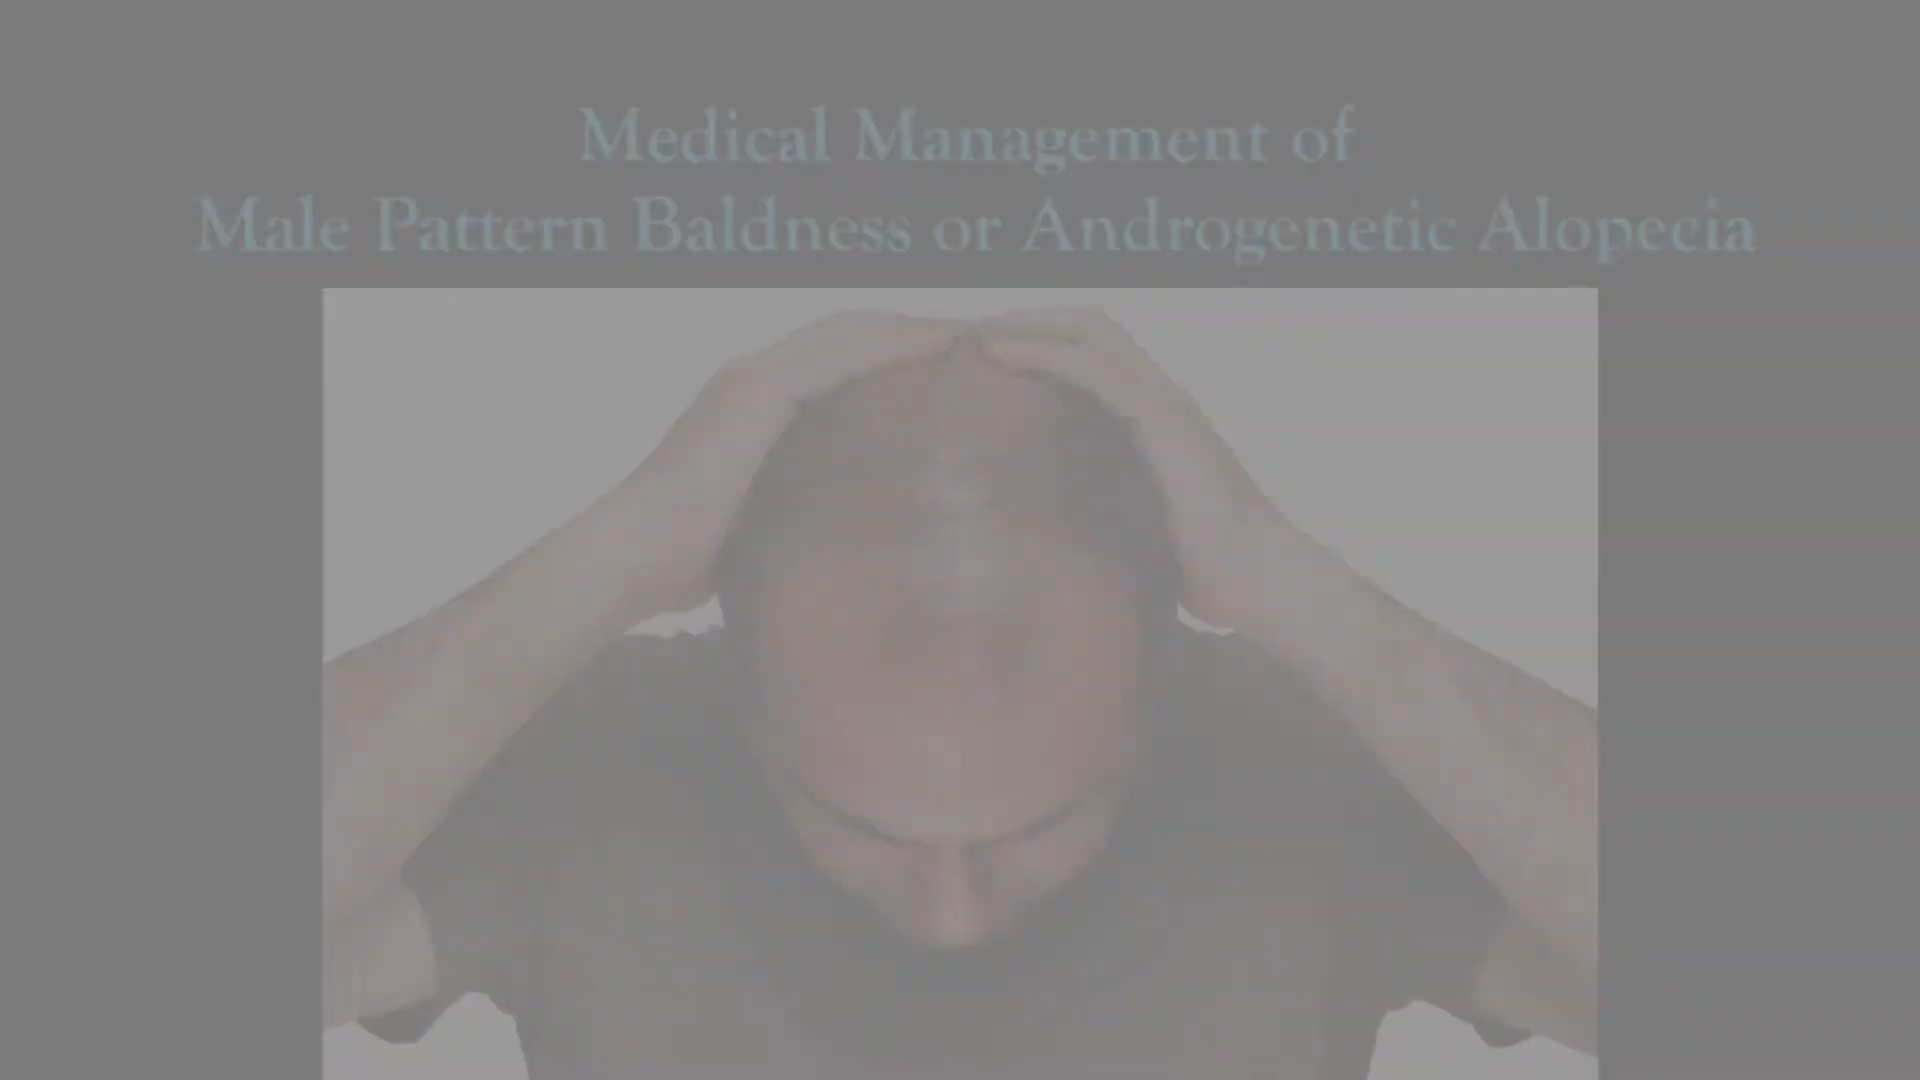 Medical Management of
Male Pattern Baldness or Androgenetic Alopecia